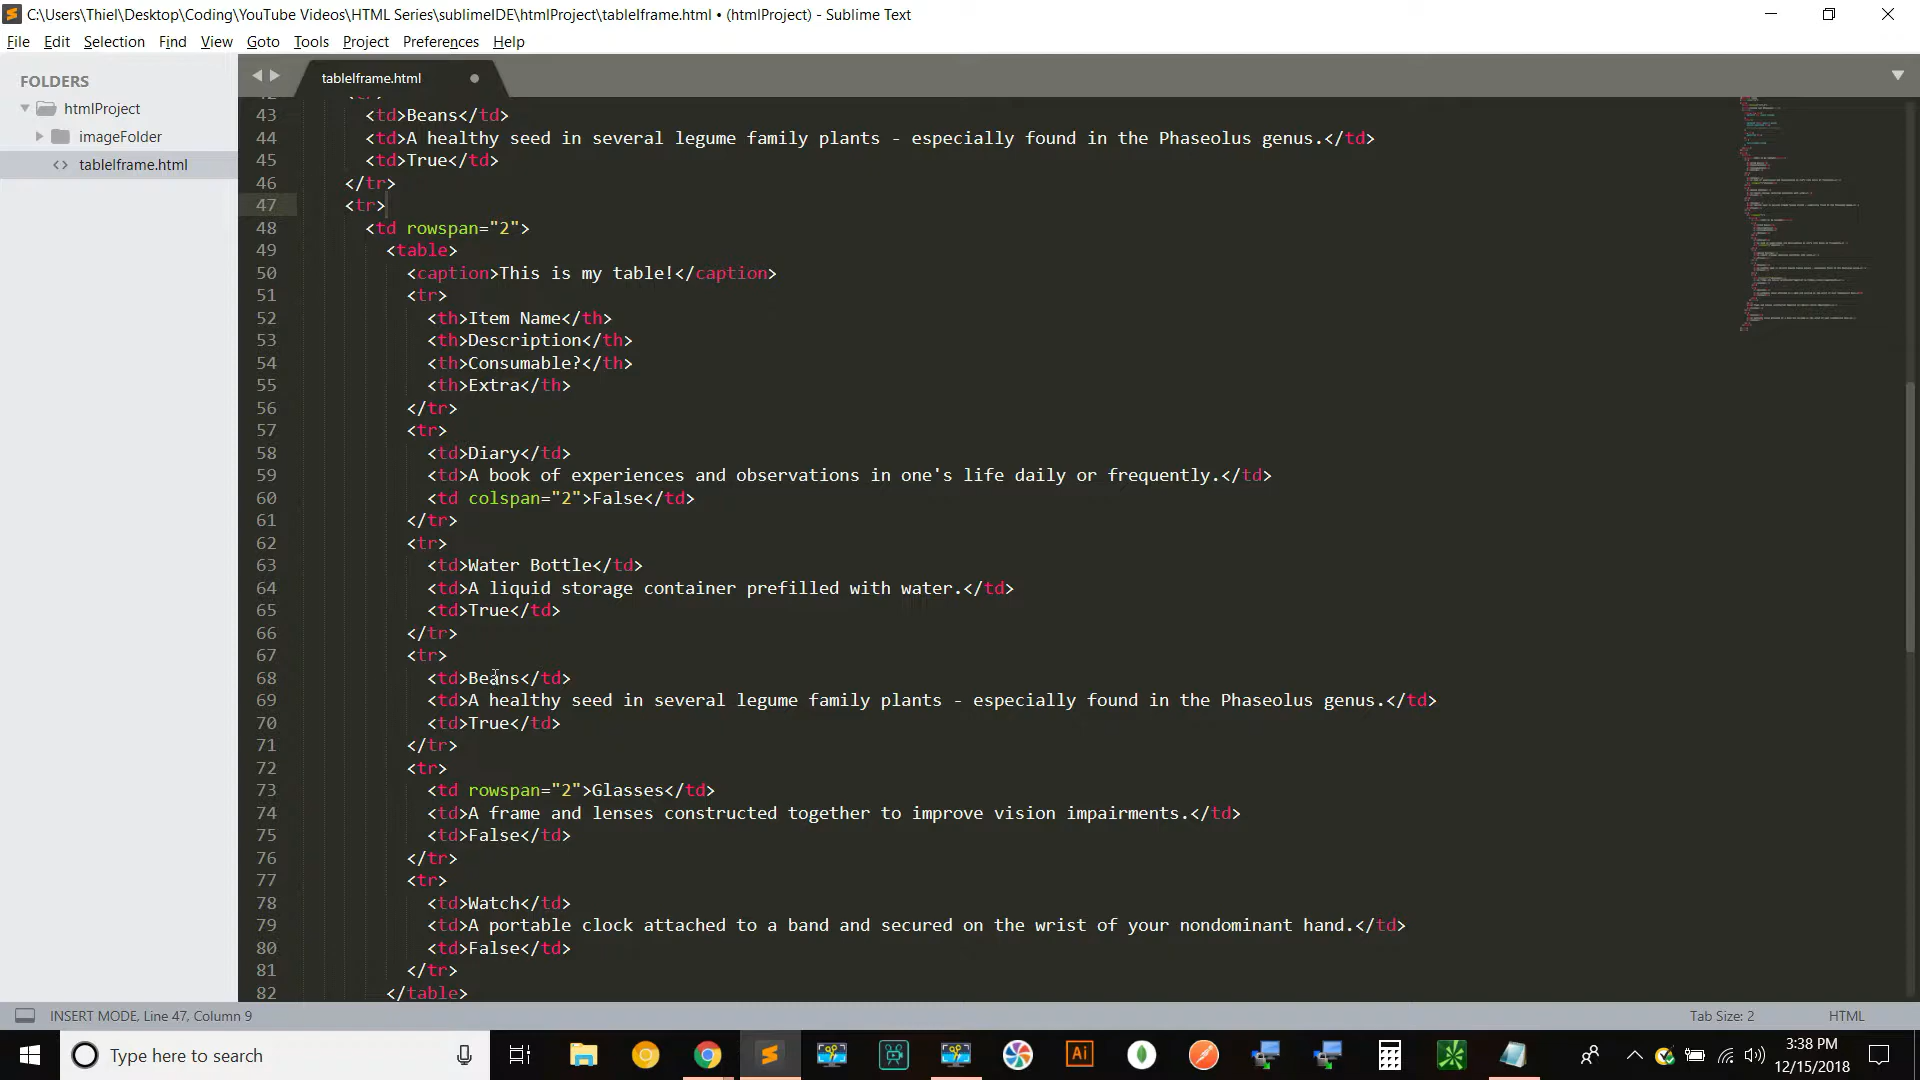 C:\Users\Thiel\Desktop\Coding\YouTube Videos\HTML Series\sublimeIDE\htmlProject\tableIframe.html • (htmlProject) - Sublime Text
File Edit Selection Find View Goto Tools Project Preferences Help
FOLDERS
htmlProject
imageFolder
tableIframe.html
tableIframe.html
43 <td>Beans</td>
44 <td>A healthy seed in several legume family plants - especially found in the Phaseolus genus.</td>
45 <td>True</td>
46 </tr>
47 <tr>
48 <td rowspan="2">
49 <table>
50 <caption>This is my table!</caption>
51 <tr>
52 <th>Item Name</th>
53 <th>Description</th>
54 <th>Consumable?</th>
55 <th>Extra</th>
56 </tr>
57 <tr>
58 <td>Diary</td>
59 <td>A book of experiences and observations in one's life daily or frequently.</td>
60 <td colspan="2">False</td>
61 </tr>
62 <tr>
63 <td>Water Bottle</td>
64 <td>A liquid storage container prefilled with water.</td>
65 <td>True</td>
66 </tr>
67 <tr>
68 <td>Beans</td>
69 <td>A healthy seed in several legume family plants - especially found in the Phaseolus genus.</td>
70 <td>True</td>
71 </tr>
72 <tr>
73 <td rowspan="2">Glasses</td>
74 <td>A frame and lenses constructed together to improve vision impairments.</td>
75 <td>False</td>
76 </tr>
77 <tr>
78 <td>Watch</td>
79 <td>A portable clock attached to a band and secured on the wrist of your nondominant hand.</td>
80 <td>False</td>
81 </tr>
82 </table>
INSERT MODE, Line 47, Column 9 Tab Size: 2 HTML
Type here to search
Ai
3:38 PM
12/15/2018